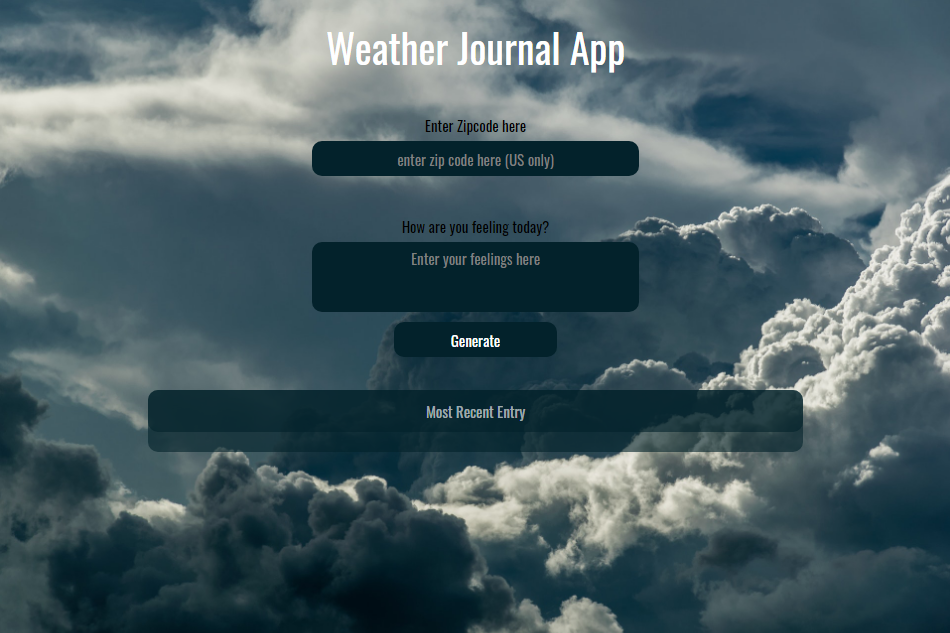 Weather Journal App
Enter Zipcode here
enter zip code here (US only)
How are you feeling today?
Enter your feelings here
Generate
Most Recent Entry